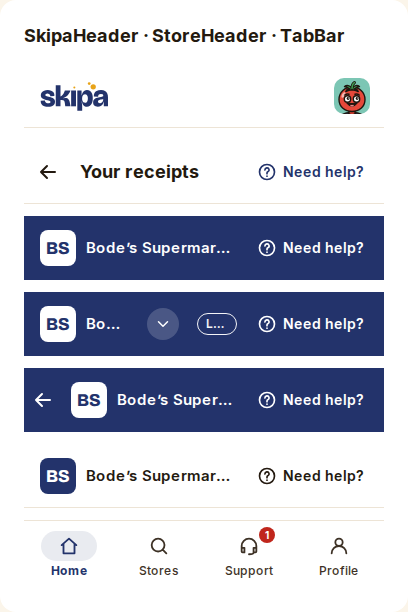 SkipaHeader · StoreHeader · TabBar
skipa
Your receipts Need help?
BS Bode’s Supermar... Need help?
BS Bo... L... Need help?
BS Bode’s Super... Need help?
BS Bode’s Supermar... Need help?
1
Home Stores Support Profile